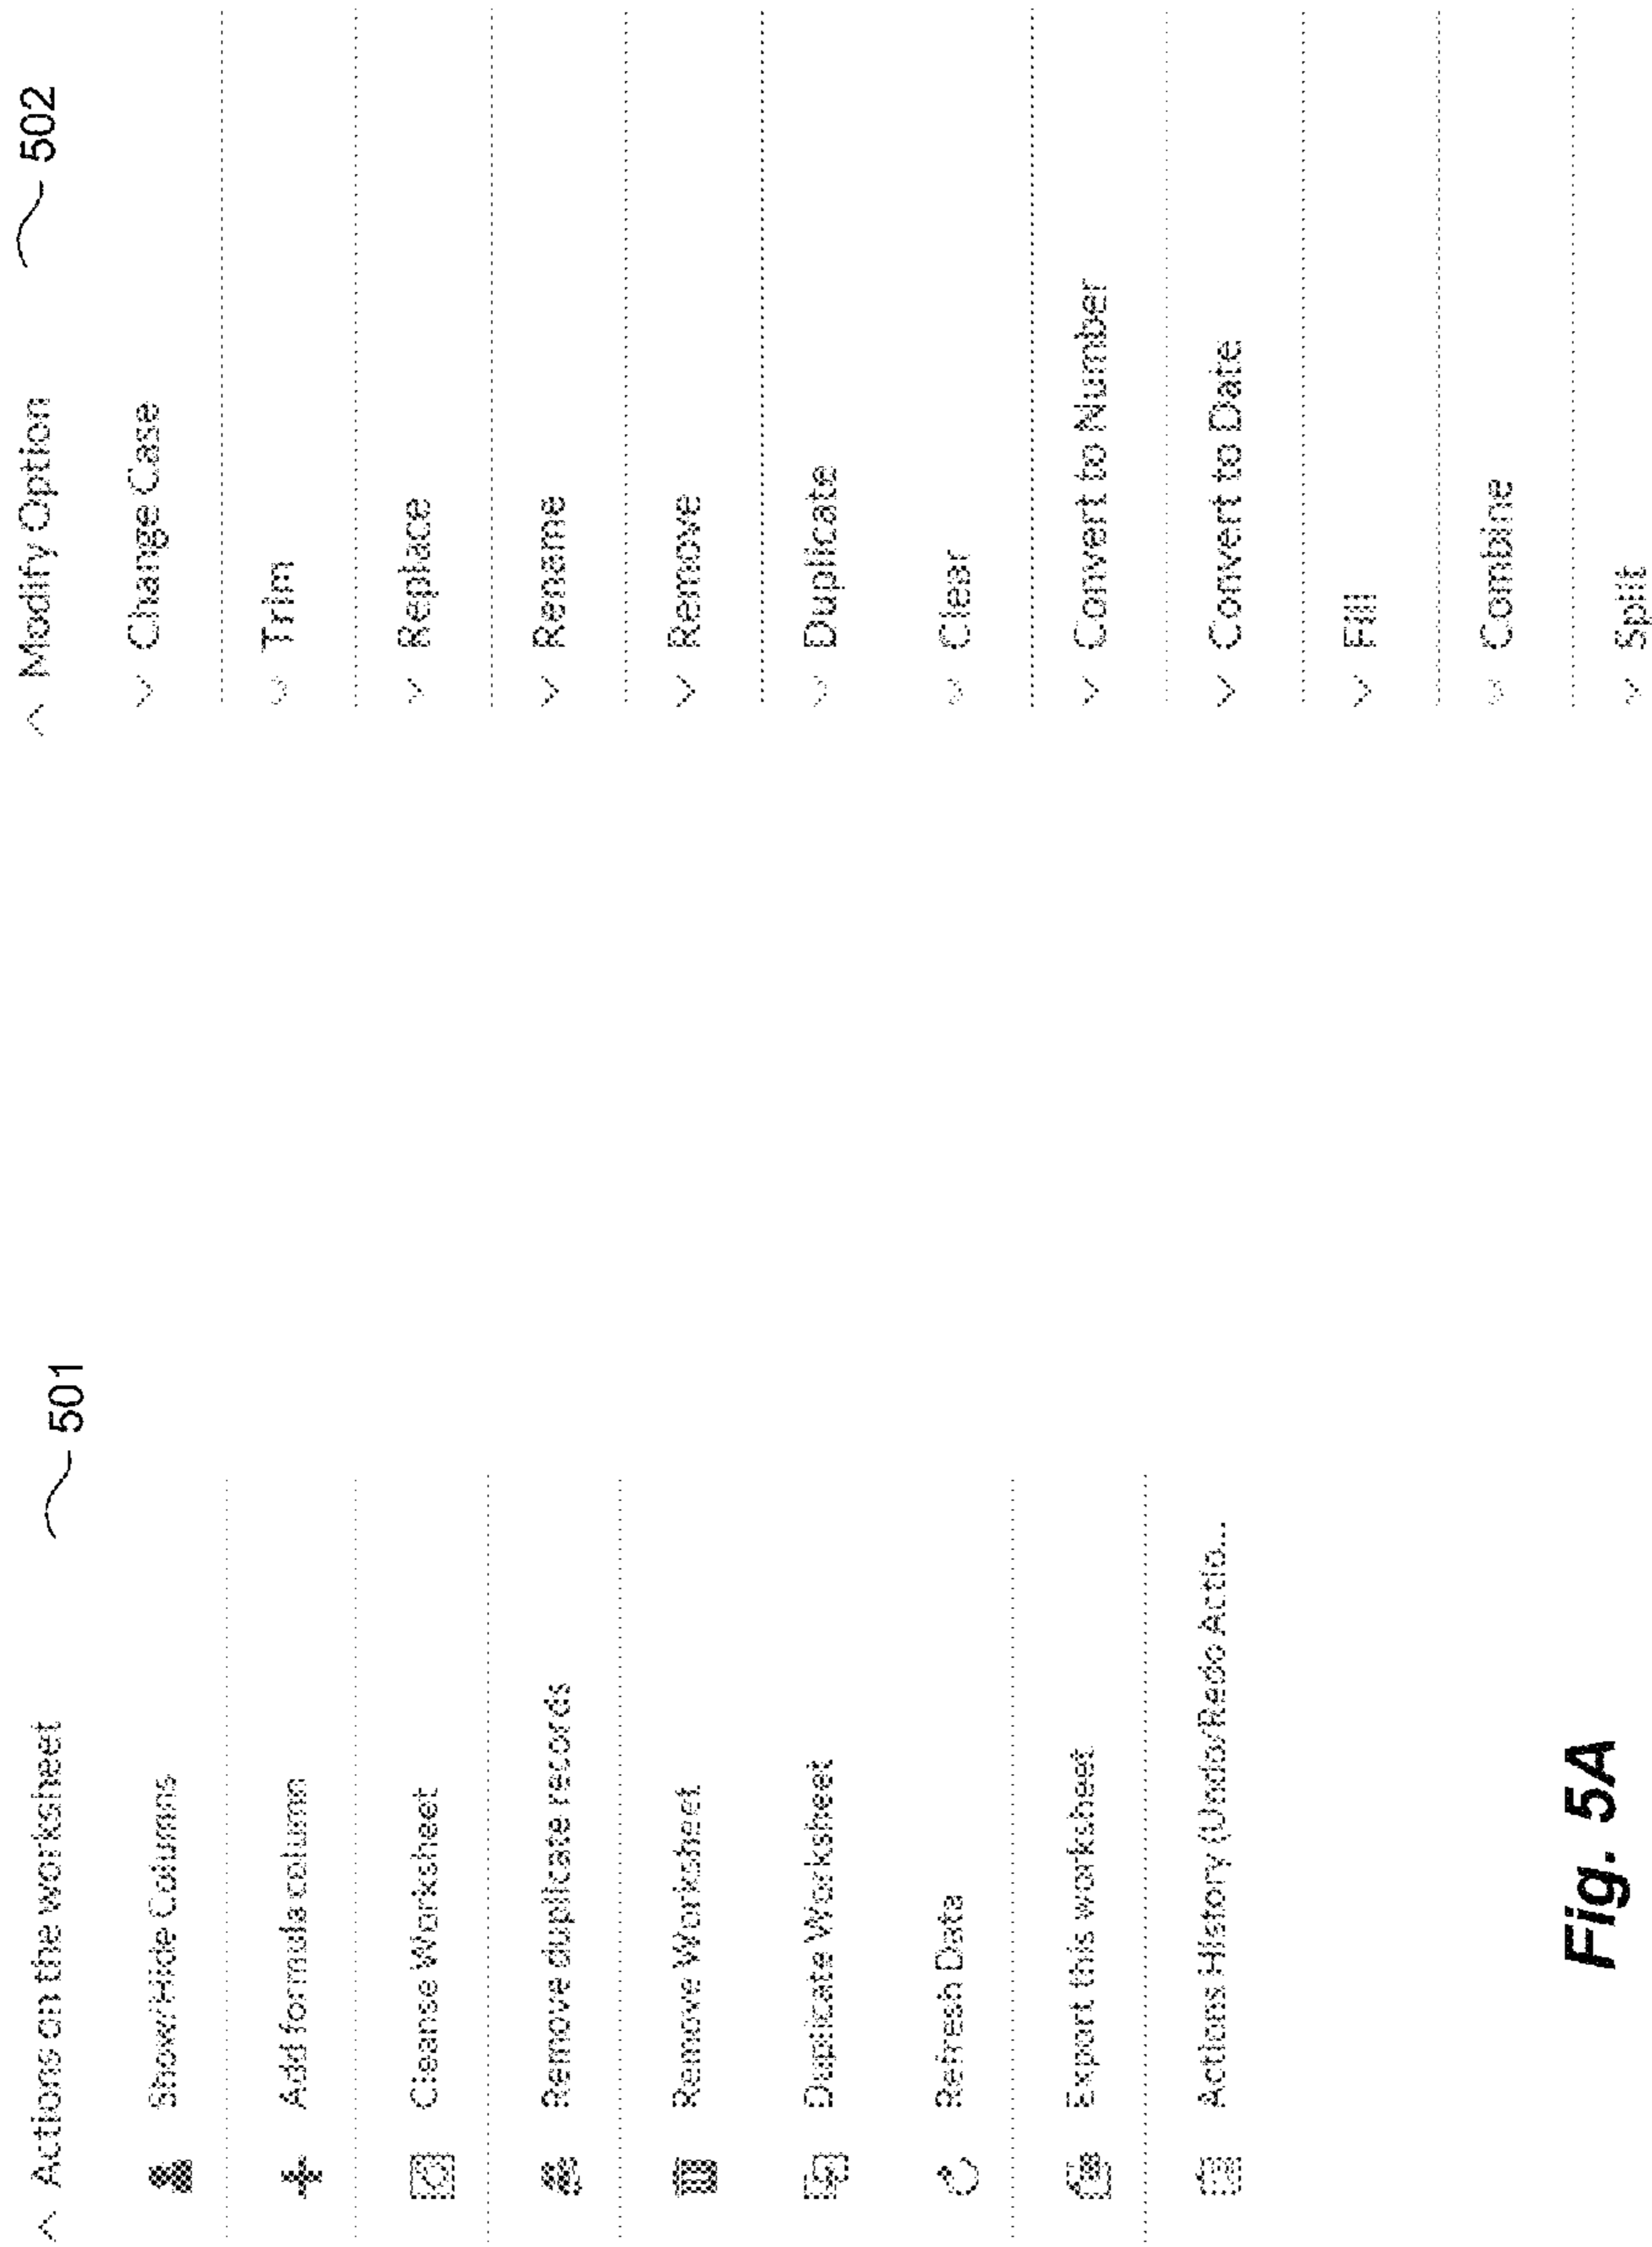 Actions on the worksheet
501
Show/Hide Columns
Add formula column
Cleanse Worksheet
Remove duplicate records
Remove Worksheet
Duplicate Worksheet
Refresh Data
Export this worksheet
Actions History (Undo/Redo Actio...
Modify Option
502
Change Case
Trim
Replace
Rename
Remove
Duplicate
Clear
Convert to Number
Convert to Date
Fill
Combine
Split
Fig. 5A